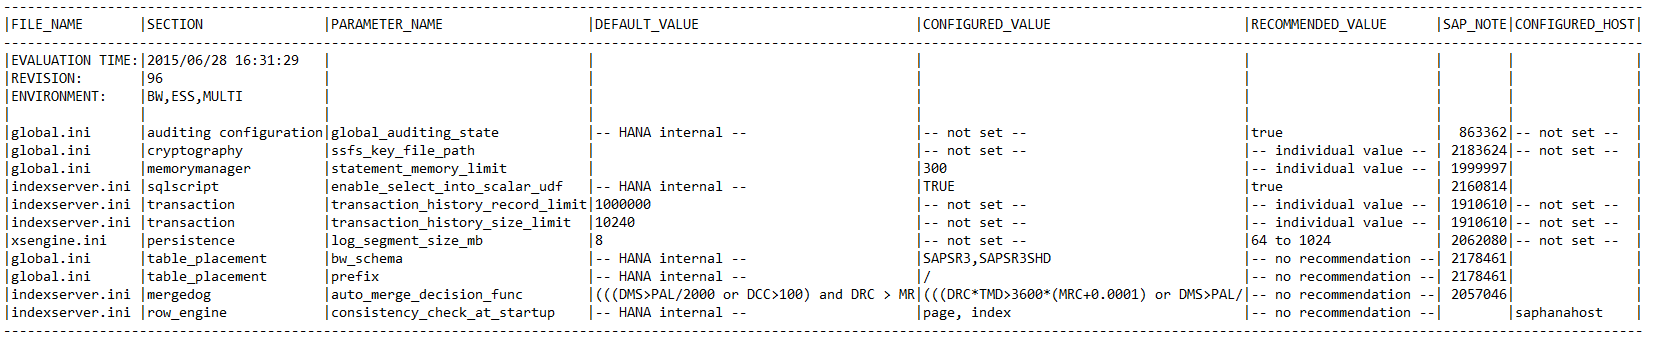 |FILE_NAME |SECTION |PARAMETER_NAME |DEFAULT_VALUE |CONFIGURED_VALUE |RECOMMENDED_VALUE |SAP_NOTE|CONFIGURED_HOST|
|EVALUATION TIME:|2015/06/28 16:31:29 | | | | | | |
|REVISION: |96 | | | | | | |
|ENVIRONMENT: |BW,ESS,MULTI | | | | | | |
| | | | | | | | |
|global.ini |auditing configuration|global_auditing_state |-- HANA internal -- |-- not set -- |true | 863362|-- not set -- |
|global.ini |cryptography |ssfs_key_file_path | |-- not set -- |-- individual value -- | 2183624|-- not set -- |
|global.ini |memorymanager |statement_memory_limit | |300 |-- individual value -- | 1999997| |
|indexserver.ini |sqlscript |enable_select_into_scalar_udf |-- HANA internal -- |TRUE |true | 2160814| |
|indexserver.ini |transaction |transaction_history_record_limit|1000000 |-- not set -- |-- individual value -- | 1910610|-- not set -- |
|indexserver.ini |transaction |transaction_history_size_limit |10240 |-- not set -- |-- individual value -- | 1910610|-- not set -- |
|xsengine.ini |persistence |log_segment_size_mb |8 |-- not set -- |64 to 1024 | 2062080|-- not set -- |
|global.ini |table_placement |bw_schema |-- HANA internal -- |SAPSR3,SAPSR3SHD |-- no recommendation --| 2178461| |
|global.ini |table_placement |prefix |-- HANA internal -- |/ |-- no recommendation --| 2178461| |
|indexserver.ini |mergedog |auto_merge_decision_func |(((DMS>PAL/2000 or DCC>100) and DRC > MR|(((DRC*TMD>3600*(MRC+0.0001) or DMS>PAL/|-- no recommendation --| 2057046| |
|indexserver.ini |row_engine |consistency_check_at_startup |-- HANA internal -- |page, index |-- no recommendation --| |saphanahost |